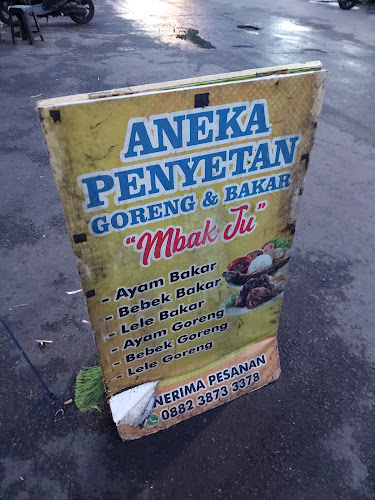 ANEKA
PENYETAN
GORENG & BAKAR
"Mbak Ju"
- Ayam Bakar
- Bebek Bakar
- Lele Bakar
- Ayam Goreng
- Bebek Goreng
- Lele Goreng
NERIMA PESANAN
0882 3873 3378